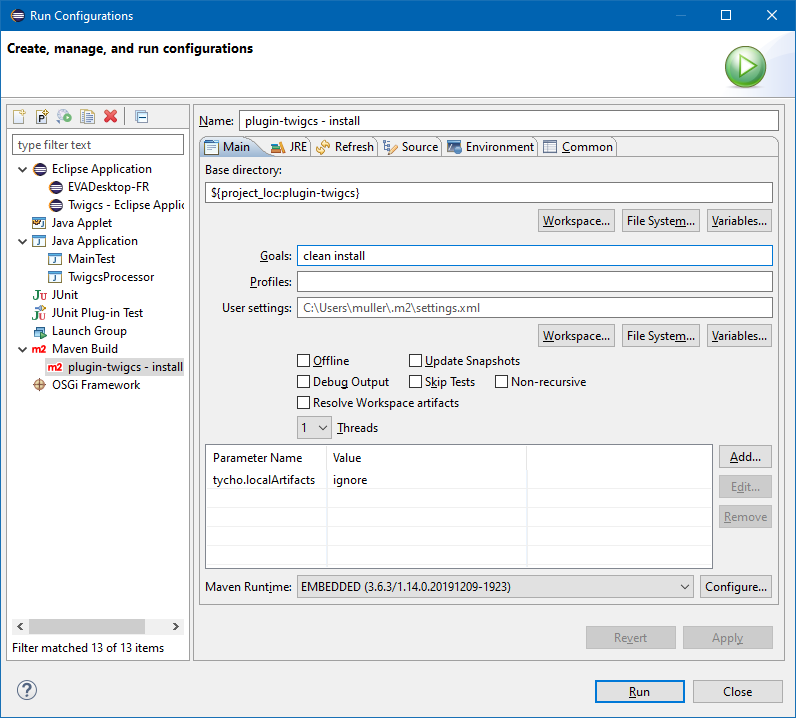 Run Configurations
Create, manage, and run configurations
type filter text
Eclipse Application
EVADesktop-FR
Twigcs - Eclipse Applic
Java Applet
Java Application
MainTest
TwigcsProcessor
JUnit
JUnit Plug-in Test
Launch Group
Maven Build
plugin-twigcs - install
OSGi Framework
Filter matched 13 of 13 items
Name: plugin-twigcs - install
Main JRE Refresh Source Environment Common
Base directory:
${project_loc:plugin-twigcs}
Workspace... File System... Variables...
Goals: clean install
Profiles:
User settings: C:\Users\muller\.m2\settings.xml
Workspace... File System... Variables...
Offline Update Snapshots
Debug Output Skip Tests Non-recursive
Resolve Workspace artifacts
1 Threads
Parameter Name Value
tycho.localArtifacts ignore
Add...
Edit...
Remove
Maven Runtime: EMBEDDED (3.6.3/1.14.0.20191209-1923) Configure...
Revert Apply
Run Close